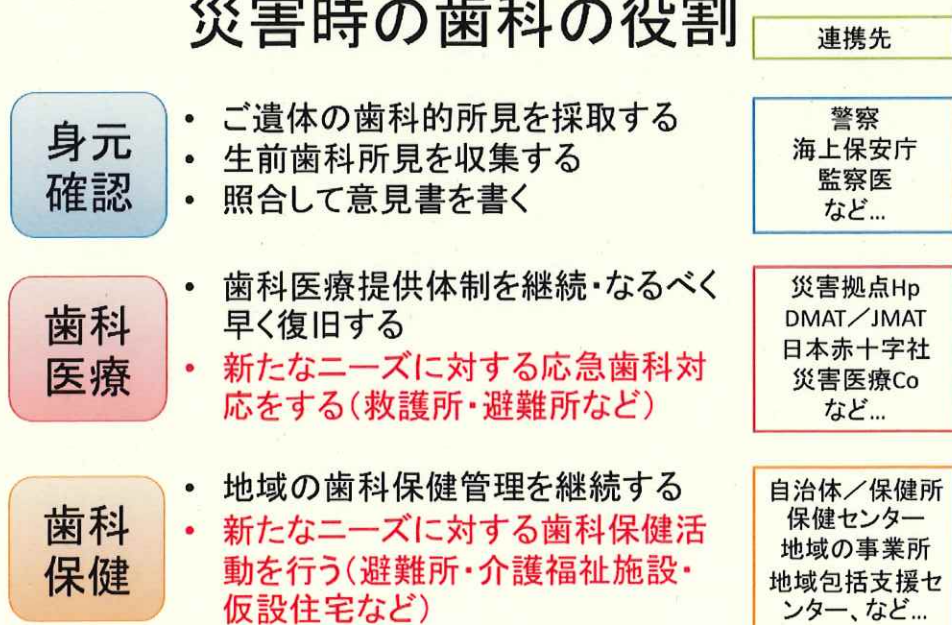 災害時の歯科の役割
連携先
身元
確認
• ご遺体の歯科的所見を採取する
• 生前歯科所見を収集する
• 照合して意見書を書く
警察
海上保安庁
監察医
など…
歯科
医療
• 歯科医療提供体制を継続・なるべく
早く復旧する
• 新たなニーズに対する応急歯科対
応をする(救護所・避難所など)
災害拠点Hp
DMAT/JMAT
日本赤十字社
災害医療Co
など…
歯科
保健
• 地域の歯科保健管理を継続する
• 新たなニーズに対する歯科保健活
動を行う(避難所・介護福祉施設・
仮設住宅など)
自治体/保健所
保健センター
地域の事業所
地域包括支援セ
ンター、など…